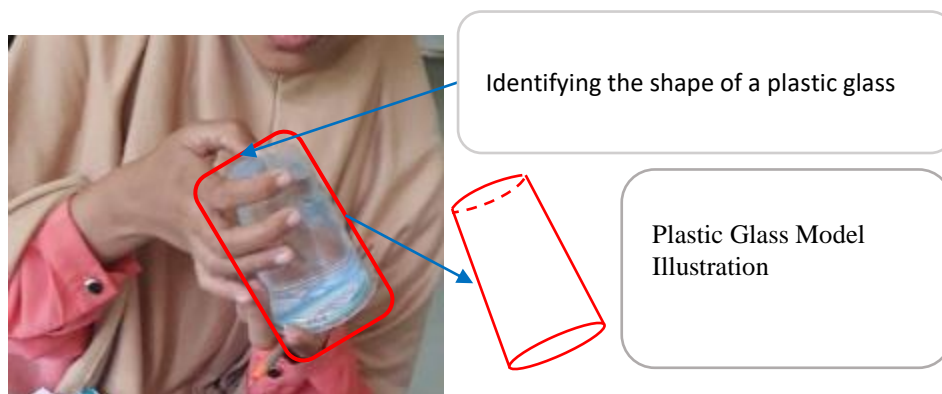 Identifying the shape of a plastic glass
Plastic Glass Model
Illustration